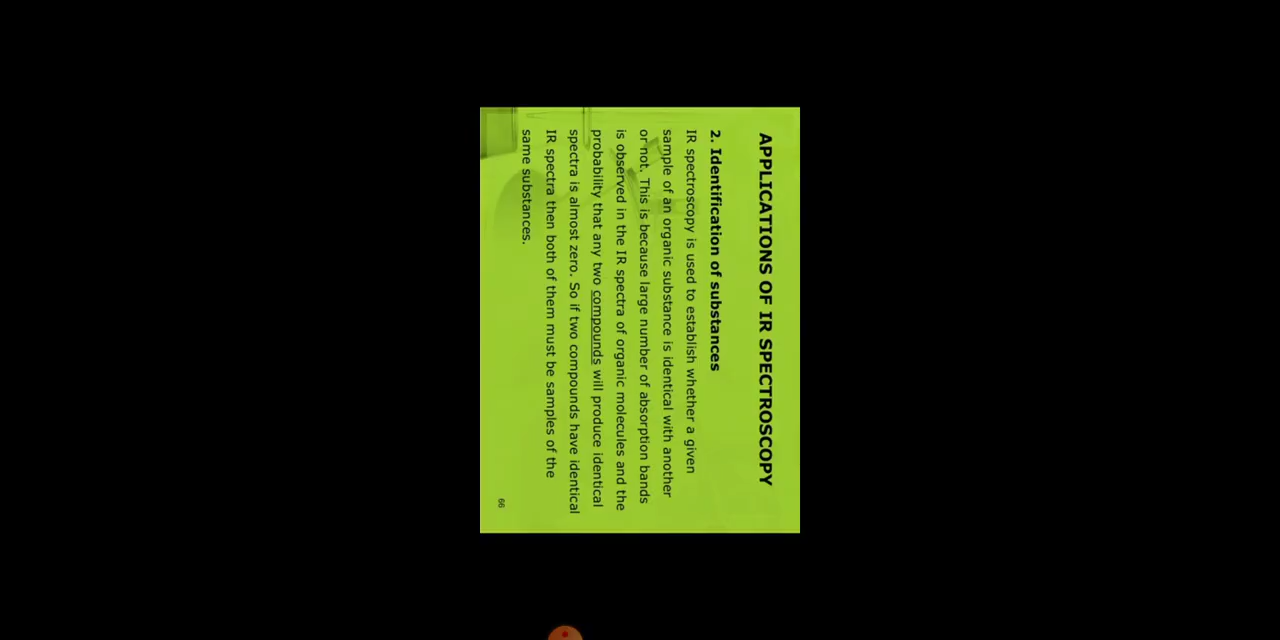 APPLICATIONS OF IR SPECTROSCOPY
2. Identification of substances
IR spectroscopy is used to establish whether a given
sample of an organic substance is identical with another
or not. This is because large number of absorption bands
is observed in the IR spectra of organic molecules and the
probability that any two compounds will produce identical
spectra is almost zero. So if two compounds have identical
IR spectra then both of them must be samples of the
same substances.
66